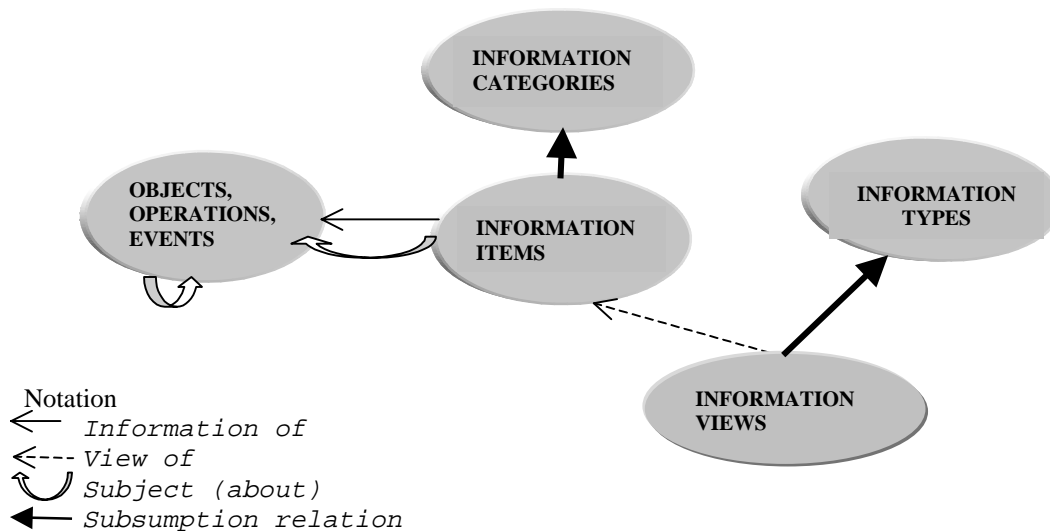 INFORMATION
CATEGORIES
OBJECTS,
OPERATIONS,
EVENTS
INFORMATION
ITEMS
INFORMATION
TYPES
INFORMATION
VIEWS
Notation
Information of
View of
Subject (about)
Subsumption relation